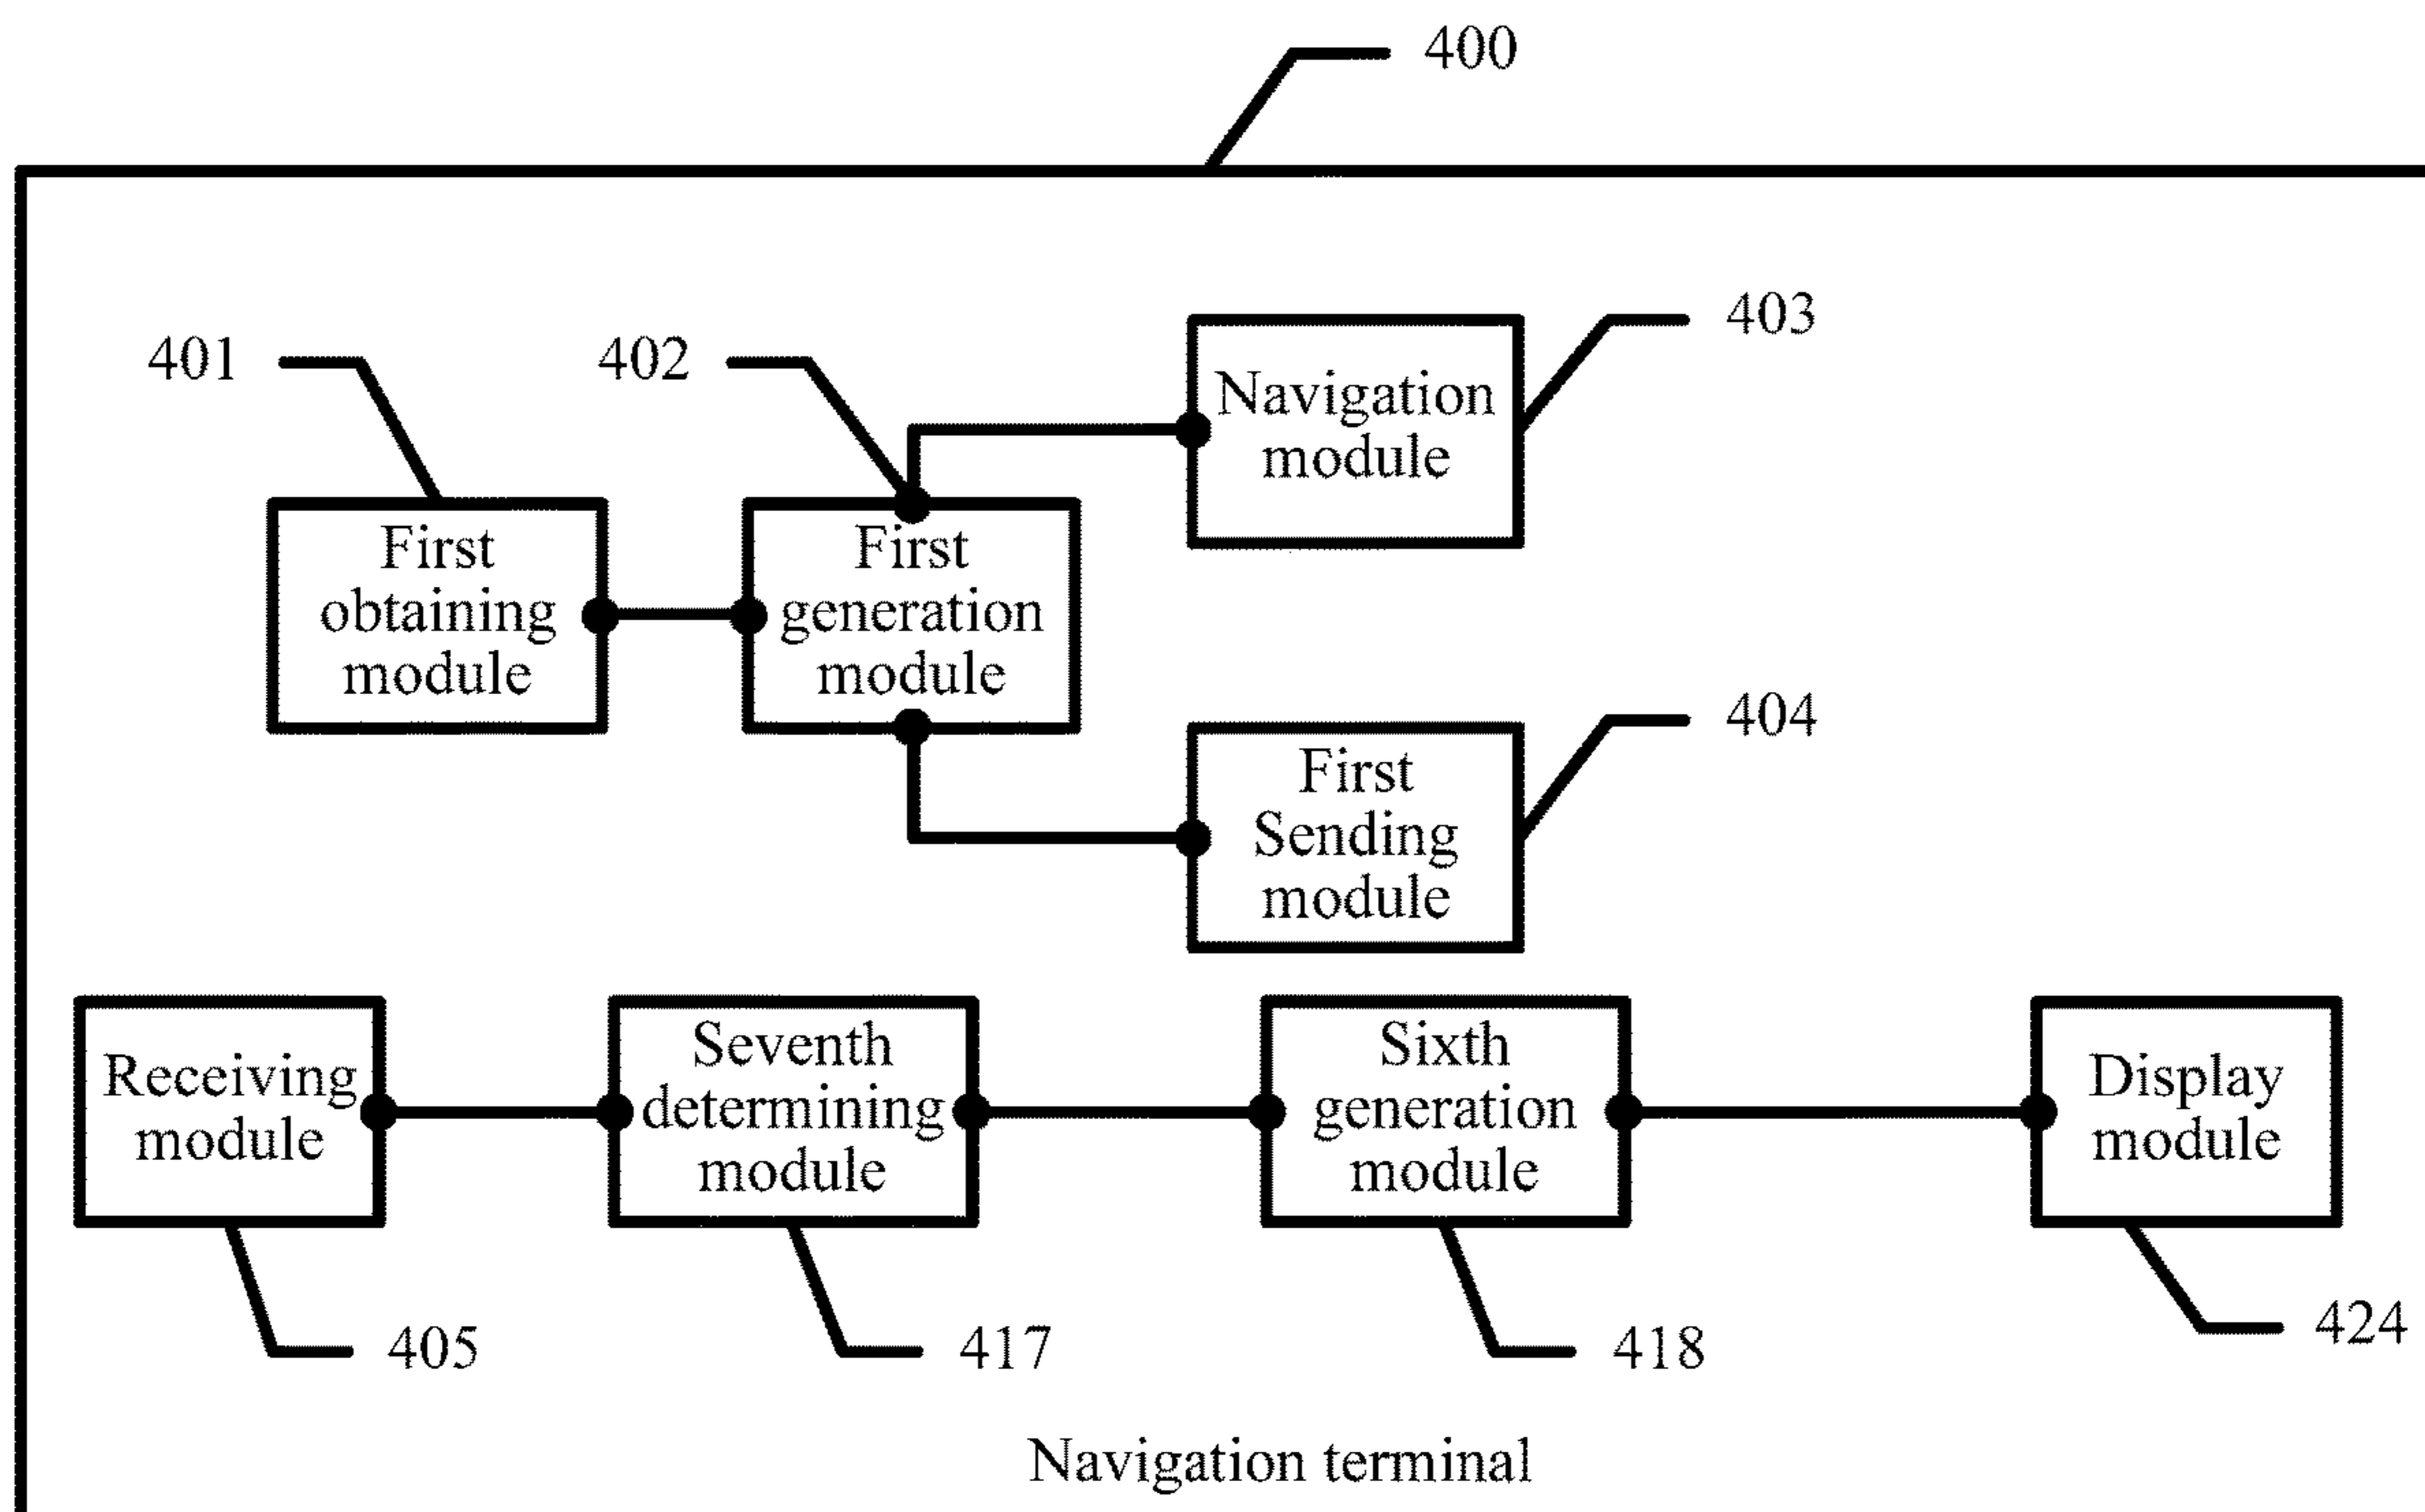 400
401
402
403
Navigation
module
First
obtaining
module
First
generation
module
404
First
Sending
module
Receiving
module
Seventh
determining
module
Sixth
generation
module
Display
module
405
417
418
424
Navigation terminal